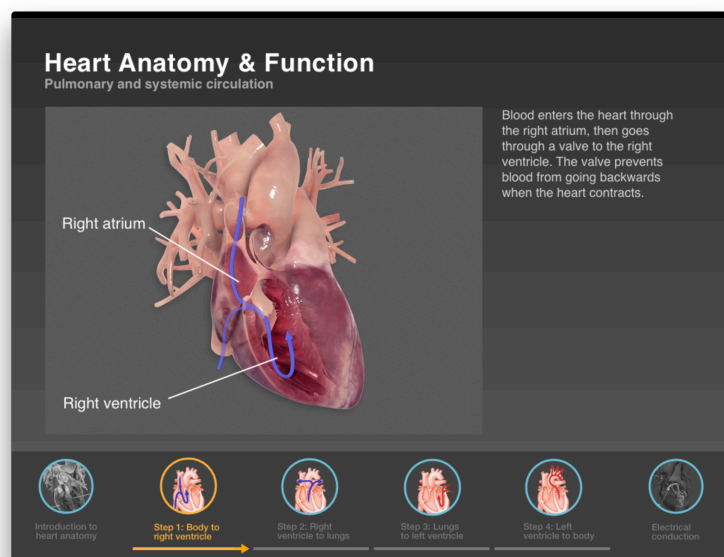 Heart Anatomy & Function
Pulmonary and systemic circulation
Blood enters the heart through
the right atrium, then goes
through a valve to the right
ventricle. The valve prevents
blood from going backwards
when the heart contracts.
Right atrium
Right ventricle
Introduction to
heart anatomy
Step 1: Body to
right ventricle
Step 2: Right
ventricle to lungs
Step 3: Lungs
to left ventricle
Step 4: Left
ventricle to body
Electrical
conduction